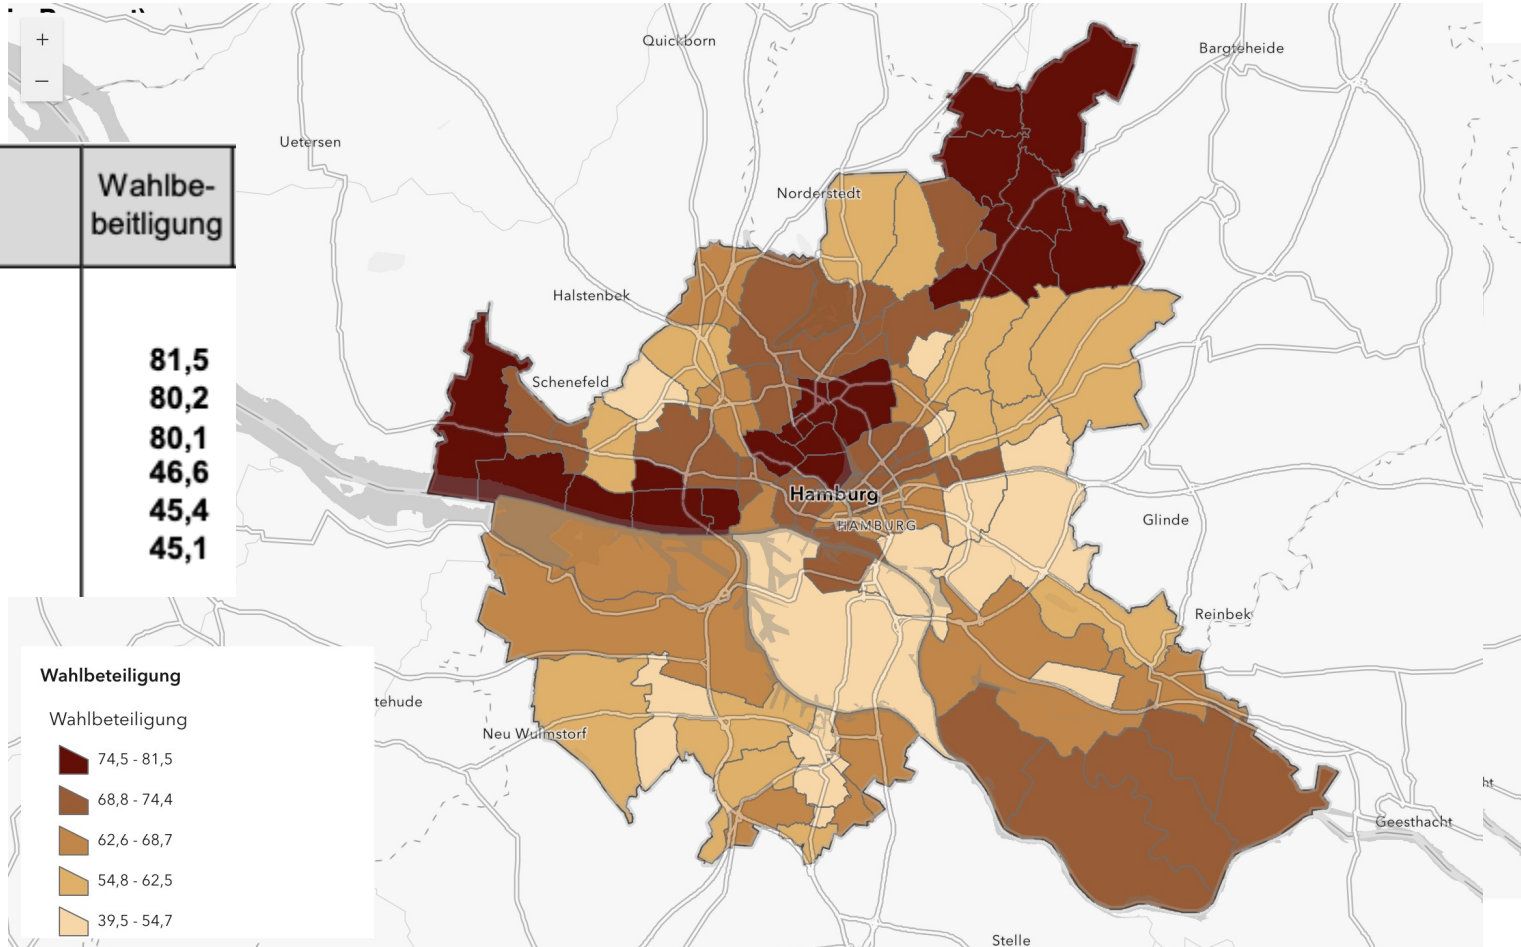 +
Quickborn
Bargteheide
−
Uetersen
Wahlbe-
beitligung
Norderstedt
Halstenbek
81,5
80,2
80,1
46,6
45,4
45,1
Schenefeld
Hamburg
HAMBURG
Glinde
Reinbek
Wahlbeteiligung
Wahlbeteiligung
74,5 - 81,5
68,8 - 74,4
62,6 - 68,7
54,8 - 62,5
39,5 - 54,7
tehude
Neu Wulmstorf
ht
Geesthacht
Stelle